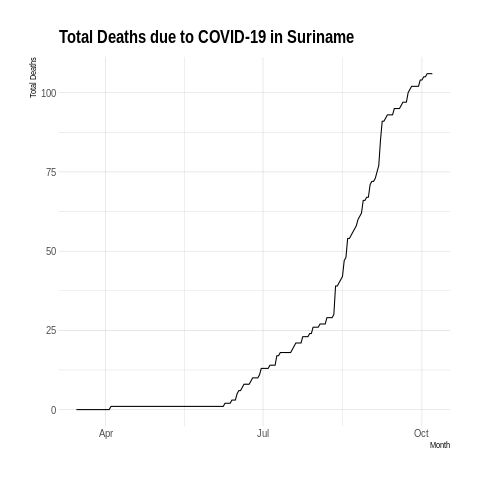 Total Deaths due to COVID-19 in Suriname
Total Deaths
100
75
50
25
0
Apr Jul Oct
Month